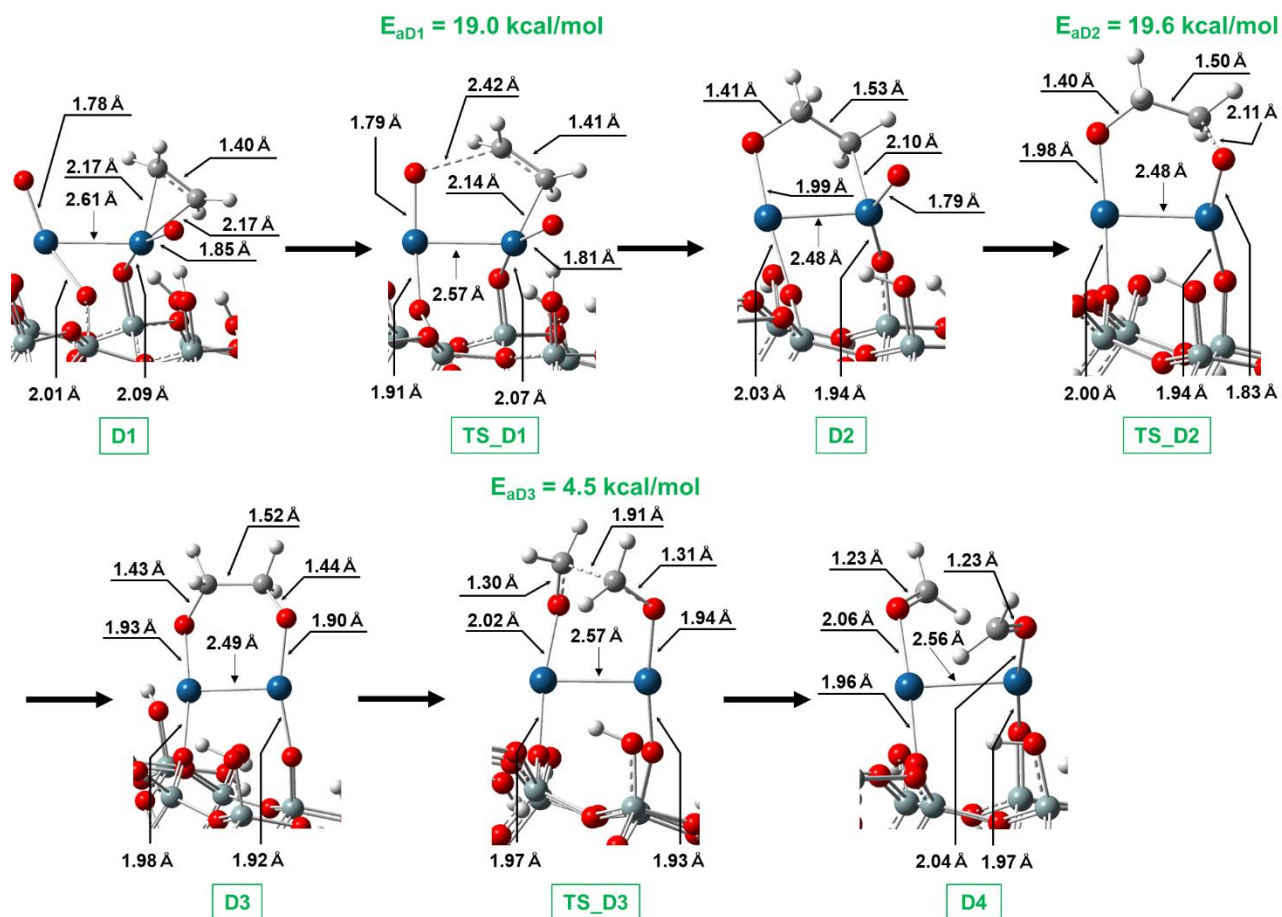 E_aD1 = 19.0 kcal/mol
E_aD2 = 19.6 kcal/mol
1.78 Å
2.17 Å
2.61 Å
1.40 Å
2.17 Å
1.85 Å
2.01 Å
2.09 Å
D1
2.42 Å
1.79 Å
1.41 Å
2.14 Å
1.81 Å
2.57 Å
1.91 Å
2.07 Å
TS_D1
1.41 Å
1.53 Å
2.10 Å
1.99 Å
1.79 Å
2.48 Å
2.03 Å
1.94 Å
D2
1.40 Å
1.50 Å
2.11 Å
1.98 Å
2.48 Å
2.00 Å
1.94 Å
1.83 Å
TS_D2
E_aD3 = 4.5 kcal/mol
1.52 Å
1.43 Å
1.44 Å
1.93 Å
2.49 Å
1.90 Å
1.98 Å
1.92 Å
D3
1.91 Å
1.31 Å
1.30 Å
2.02 Å
2.57 Å
1.94 Å
1.97 Å
1.93 Å
TS_D3
1.23 Å
1.23 Å
2.06 Å
2.56 Å
1.96 Å
2.04 Å
1.97 Å
D4